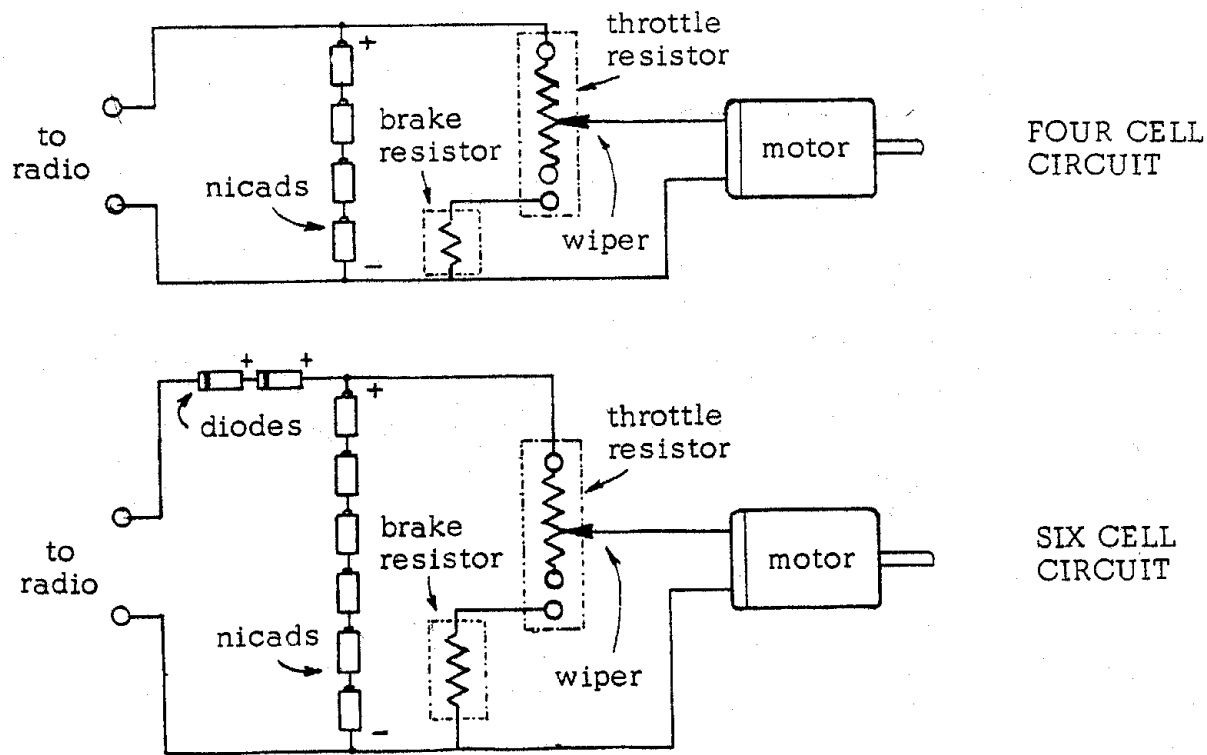 throttle
resistor
+
brake
resistor
to
radio
nicads
motor
wiper
−
FOUR CELL
CIRCUIT
+ +
diodes
+
throttle
resistor
brake
resistor
to
radio
nicads
motor
wiper
−
SIX CELL
CIRCUIT